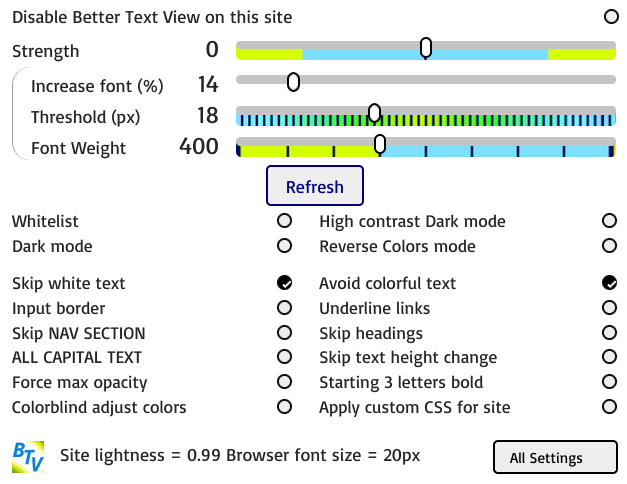 Disable Better Text View on this site
Strength 0
Increase font (%) 14
Threshold (px) 18
Font Weight 400
Refresh
Whitelist High contrast Dark mode
Dark mode Reverse Colors mode
Skip white text Avoid colorful text
Input border Underline links
Skip NAV SECTION Skip headings
ALL CAPITAL TEXT Skip text height change
Force max opacity Starting 3 letters bold
Colorblind adjust colors Apply custom CSS for site
BTV Site lightness = 0.99 Browser font size = 20px All Settings